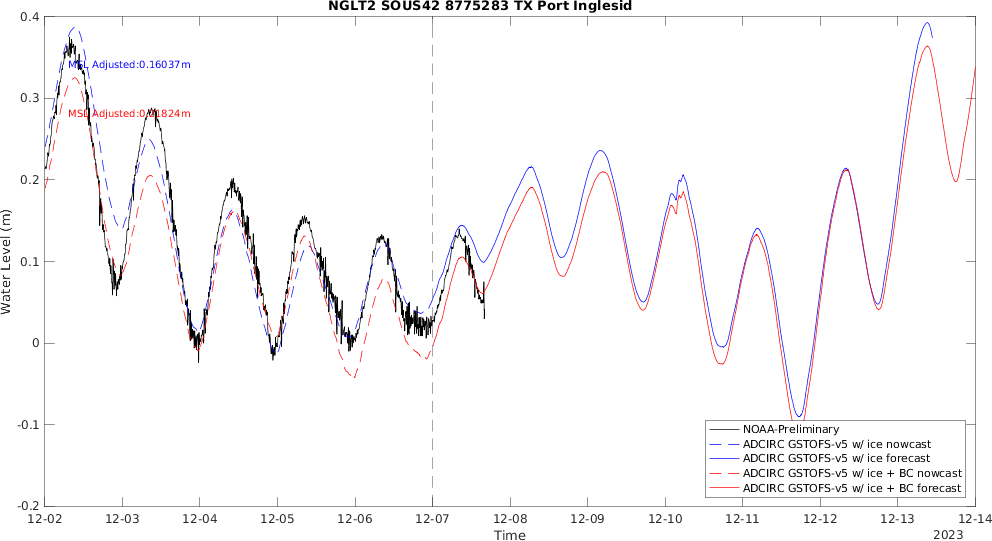 NGLT2 SOUS42 8775283 TX Port Inglesid
0.4
MSL Adjusted:0.16037m
0.3
MSL Adjusted:0.21824m
0.2
Water Level (m)
0.1
0
-0.1
NOAA-Preliminary
ADCIRC GSTOFS-v5 w/ ice nowcast
ADCIRC GSTOFS-v5 w/ ice forecast
ADCIRC GSTOFS-v5 w/ ice + BC nowcast
ADCIRC GSTOFS-v5 w/ ice + BC forecast
-0.2
12-02 12-03 12-04 12-05 12-06 12-07 12-08 12-09 12-10 12-11 12-12 12-13 12-14
Time
2023